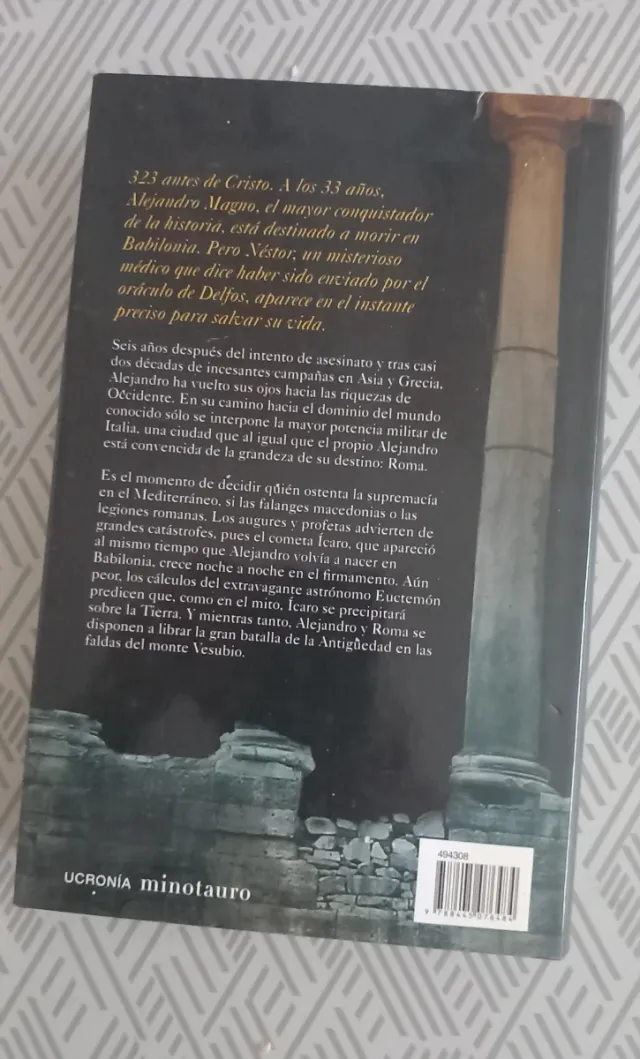 323 antes de Cristo. A los 33 años,
Alejandro Magno, el mayor conquistador
de la historia, está destinado a morir en
Babilonia. Pero Néstor, un misterioso
médico que dice haber sido enviado por el
oráculo de Delfos, aparece en el instante
preciso para salvar su vida.
Seis años después del intento de asesinato y tras casi
dos décadas de incesantes campañas en Asia y Grecia,
Alejandro ha vuelto sus ojos hacia las riquezas de
Occidente. En su camino hacia el dominio del mundo
conocido sólo se interpone la mayor potencia militar de
Italia, una ciudad que al igual que el propio Alejandro
está convencida de la grandeza de su destino: Roma.
Es el momento de decidir quién ostenta la supremacía
en el Mediterráneo, si las falanges macedonias o las
legiones romanas. Los augures y profetas advierten de
grandes catástrofes, pues el cometa Ícaro, que apareció
al mismo tiempo que Alejandro volvía a nacer en
Babilonia, crece noche a noche en el firmamento. Aún
peor, los cálculos del extravagante astrónomo Euctemón
predicen que, como en el mito, Ícaro se precipitará
sobre la Tierra. Y mientras tanto, Alejandro y Roma se
disponen a librar la gran batalla de la Antigüedad en las
faldas del monte Vesubio.
UCRONÍA minotauro
494308
9 788445 076484